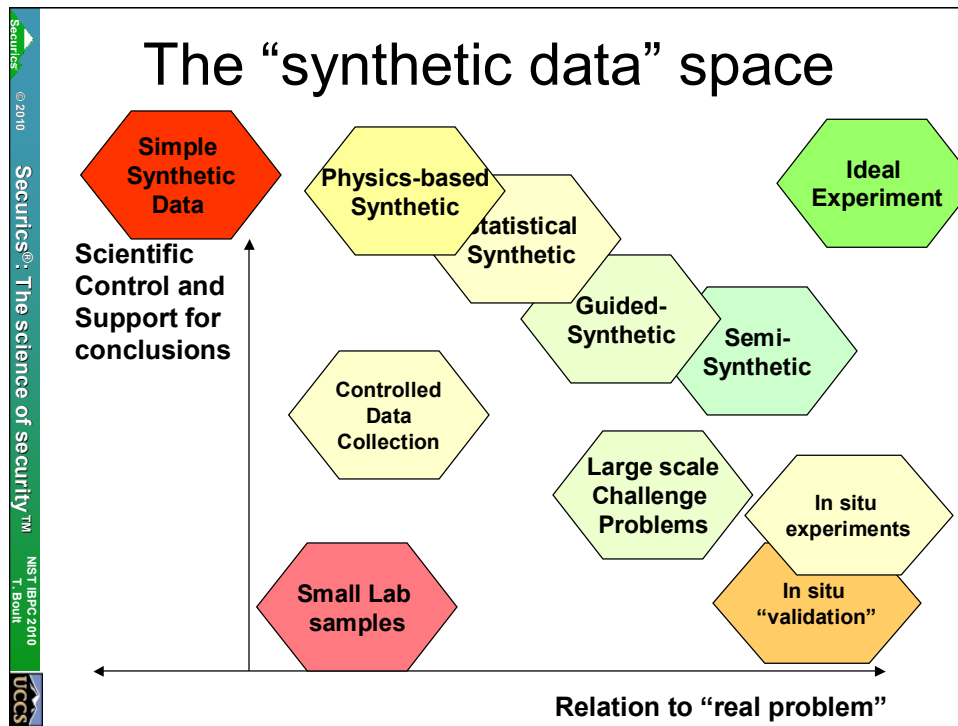 The “synthetic data” space
Simple
Synthetic
Data
Physics-based
Synthetic
Statistical
Synthetic
Ideal
Experiment
Scientific
Control and
Support for
conclusions
Guided-
Synthetic
Semi-
Synthetic
Controlled
Data
Collection
Large scale
Challenge
Problems
In situ
experiments
Small Lab
samples
In situ
“validation”
Relation to “real problem”
Securics
© 2010
Securics®: The science of security™
NIST IBPC 2010
T. Boult
UCCS